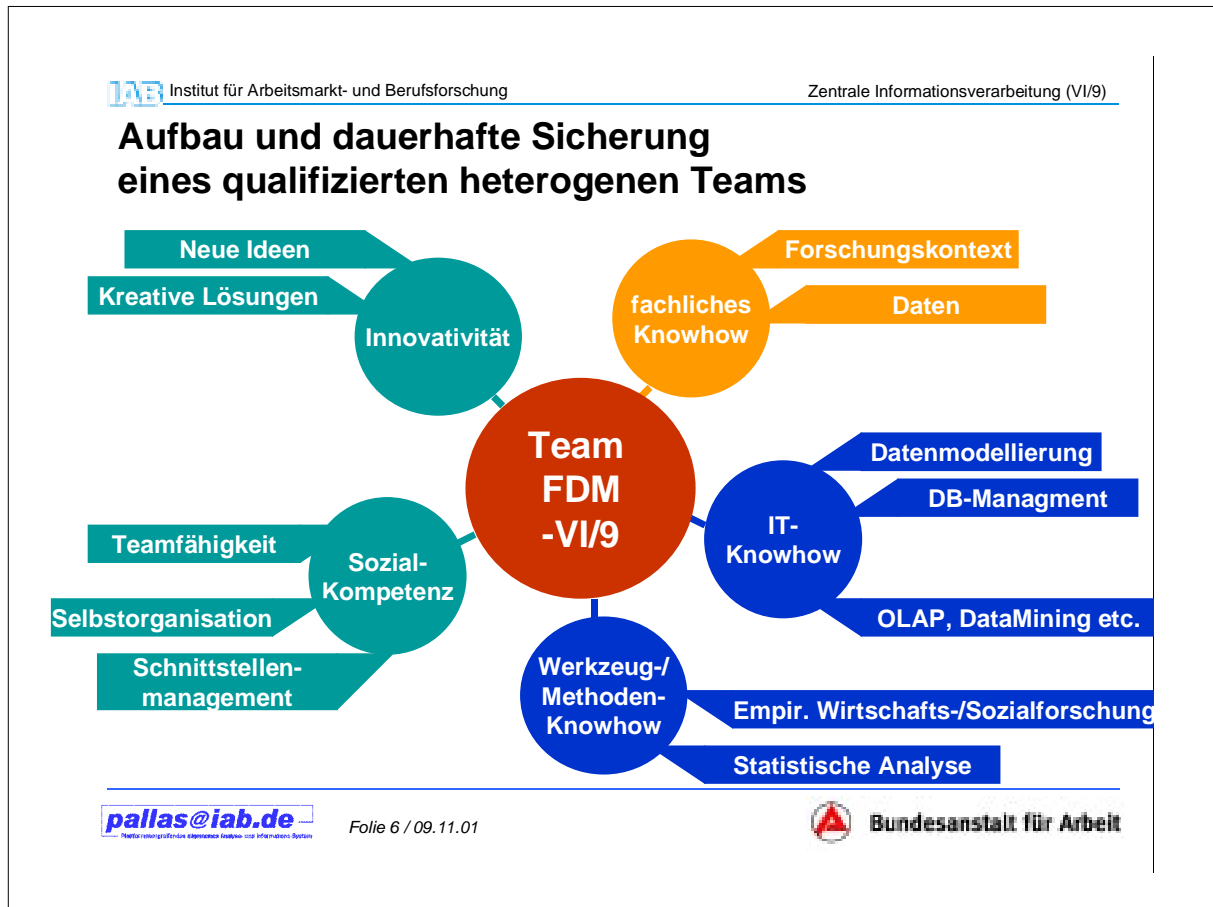 IAB Institut für Arbeitsmarkt- und Berufsforschung
Zentrale Informationsverarbeitung (VI/9)
Aufbau und dauerhafte Sicherung
eines qualifizierten heterogenen Teams
Neue Ideen
Kreative Lösungen
Innovativität
Forschungskontext
Daten
fachliches
Knowhow
Team
FDM
-VI/9
Datenmodellierung
DB-Managment
IT-
Knowhow
OLAP, DataMining etc.
Teamfähigkeit
Selbstorganisation
Schnittstellen-
management
Sozial-
Kompetenz
Werkzeug-/
Methoden-
Knowhow
Empir. Wirtschafts-/Sozialforschung
Statistische Analyse
pallas@iab.de
Folie 6 / 09.11.01
Bundesanstalt für Arbeit